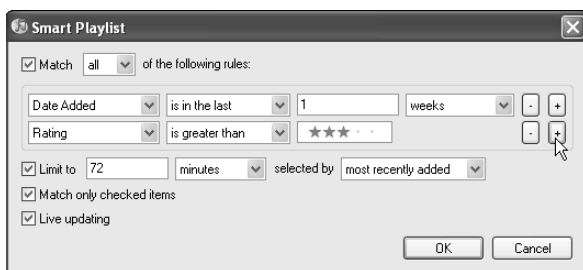 Smart Playlist
Match all of the following rules:
Date Added is in the last 1 weeks - +
Rating is greater than ★★★ · · - +
Limit to 72 minutes selected by most recently added
Match only checked items
Live updating
OK Cancel